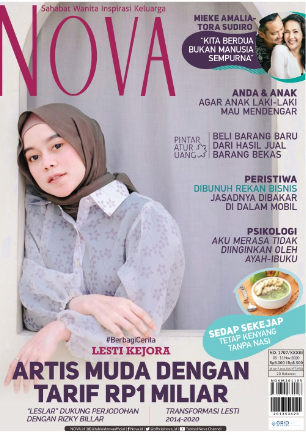 Sahabat Wanita Inspirasi Keluarga
NOVA
MIEKE AMALIA-
TORA SUDIRO
"KITA BERDUA
BUKAN MANUSIA
SEMPURNA"
ANDA & ANAK
AGAR ANAK LAKI-LAKI
MAU MENDENGAR
PINTAR
ATUR
UANG
BELI BARANG BARU
DARI HASIL JUAL
BARANG BEKAS
PERISTIWA
DIBUNUH REKAN BISNIS
JASADNYA DIBAKAR
DI DALAM MOBIL
PSIKOLOGI
AKU MERASA TIDAK
DIINGINKAN OLEH
AYAH-IBUKU
SEDAP SEKEJAP
TETAP KENYANG
TANPA NASI
#BerbagiCerita
LESTI KEJORA
ARTIS MUDA DENGAN
TARIF RP1 MILIAR
"LESLAR" DUKUNG PERJODOHAN
DENGAN RIZKY BILLAR
TRANSFORMASI LESTI
2014-2020
NOVA.ID